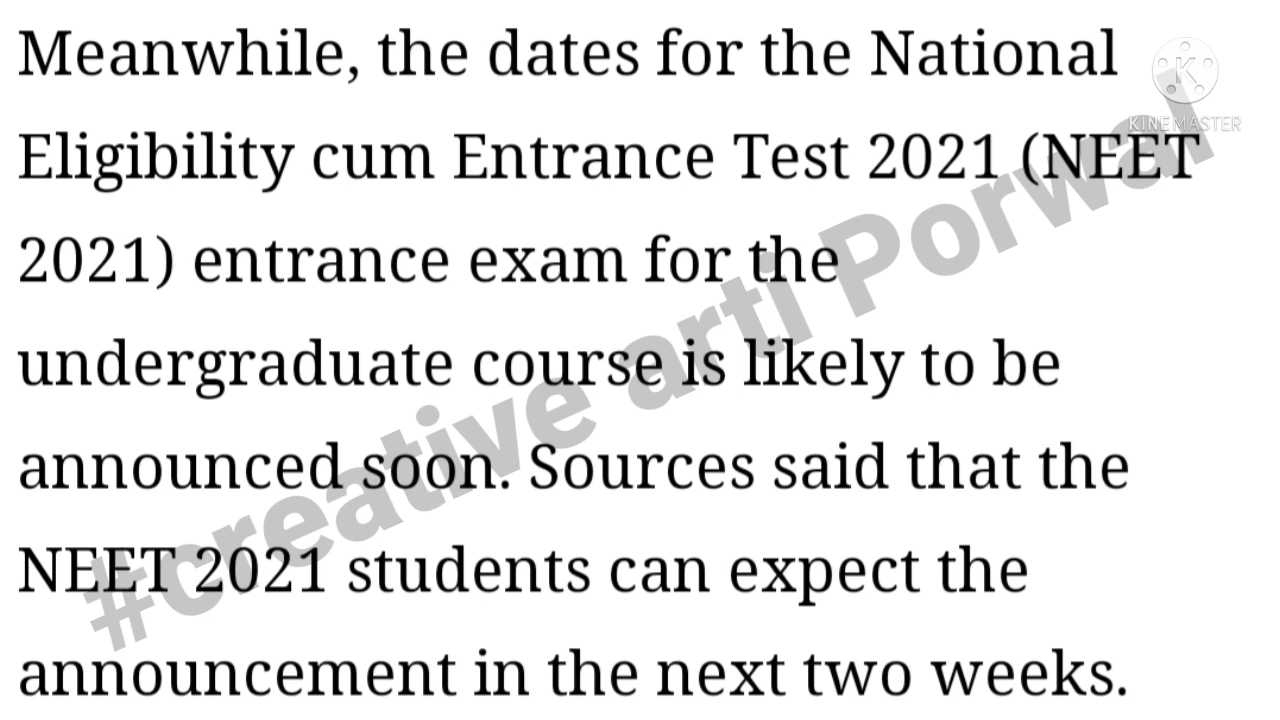 Meanwhile, the dates for the National
Eligibility cum Entrance Test 2021 (NEET
2021) entrance exam for the
undergraduate course is likely to be
announced soon. Sources said that the
NEET 2021 students can expect the
announcement in the next two weeks.
#creative arti Porwal
K
KINEMASTER